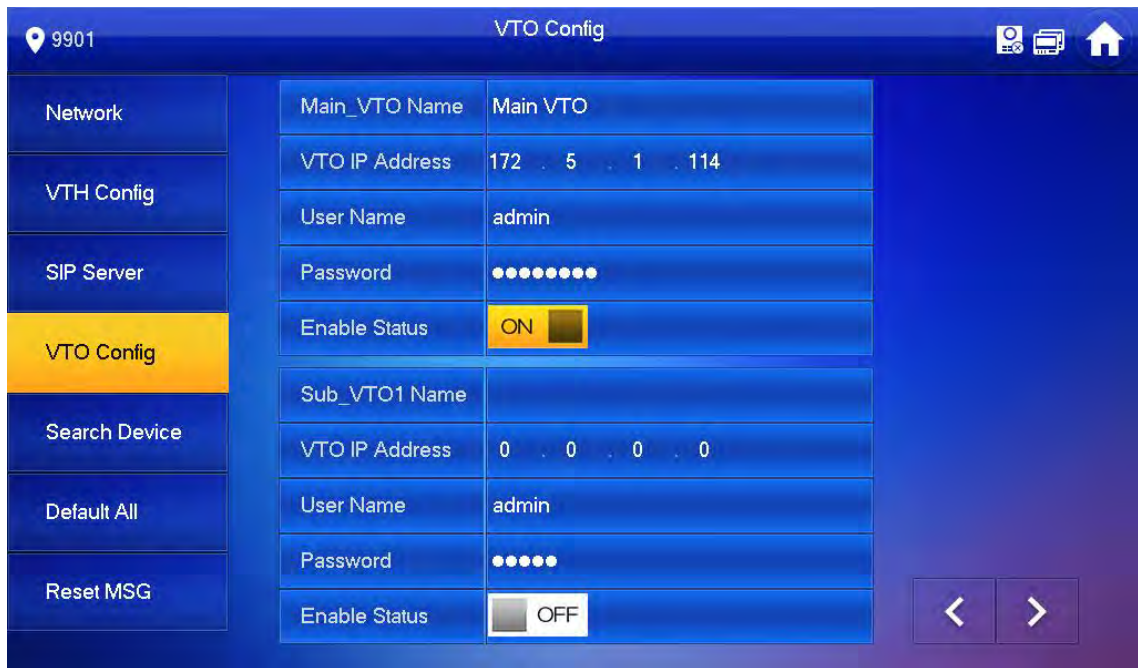 9901
VTO Config
Network
VTH Config
SIP Server
VTO Config
Search Device
Default All
Reset MSG
Main_VTO Name Main VTO
VTO IP Address 172 . 5 . 1 . 114
User Name admin
Password ●●●●●●●●
Enable Status ON
Sub_VTO1 Name
VTO IP Address 0 . 0 . 0 . 0
User Name admin
Password ●●●●●
Enable Status OFF